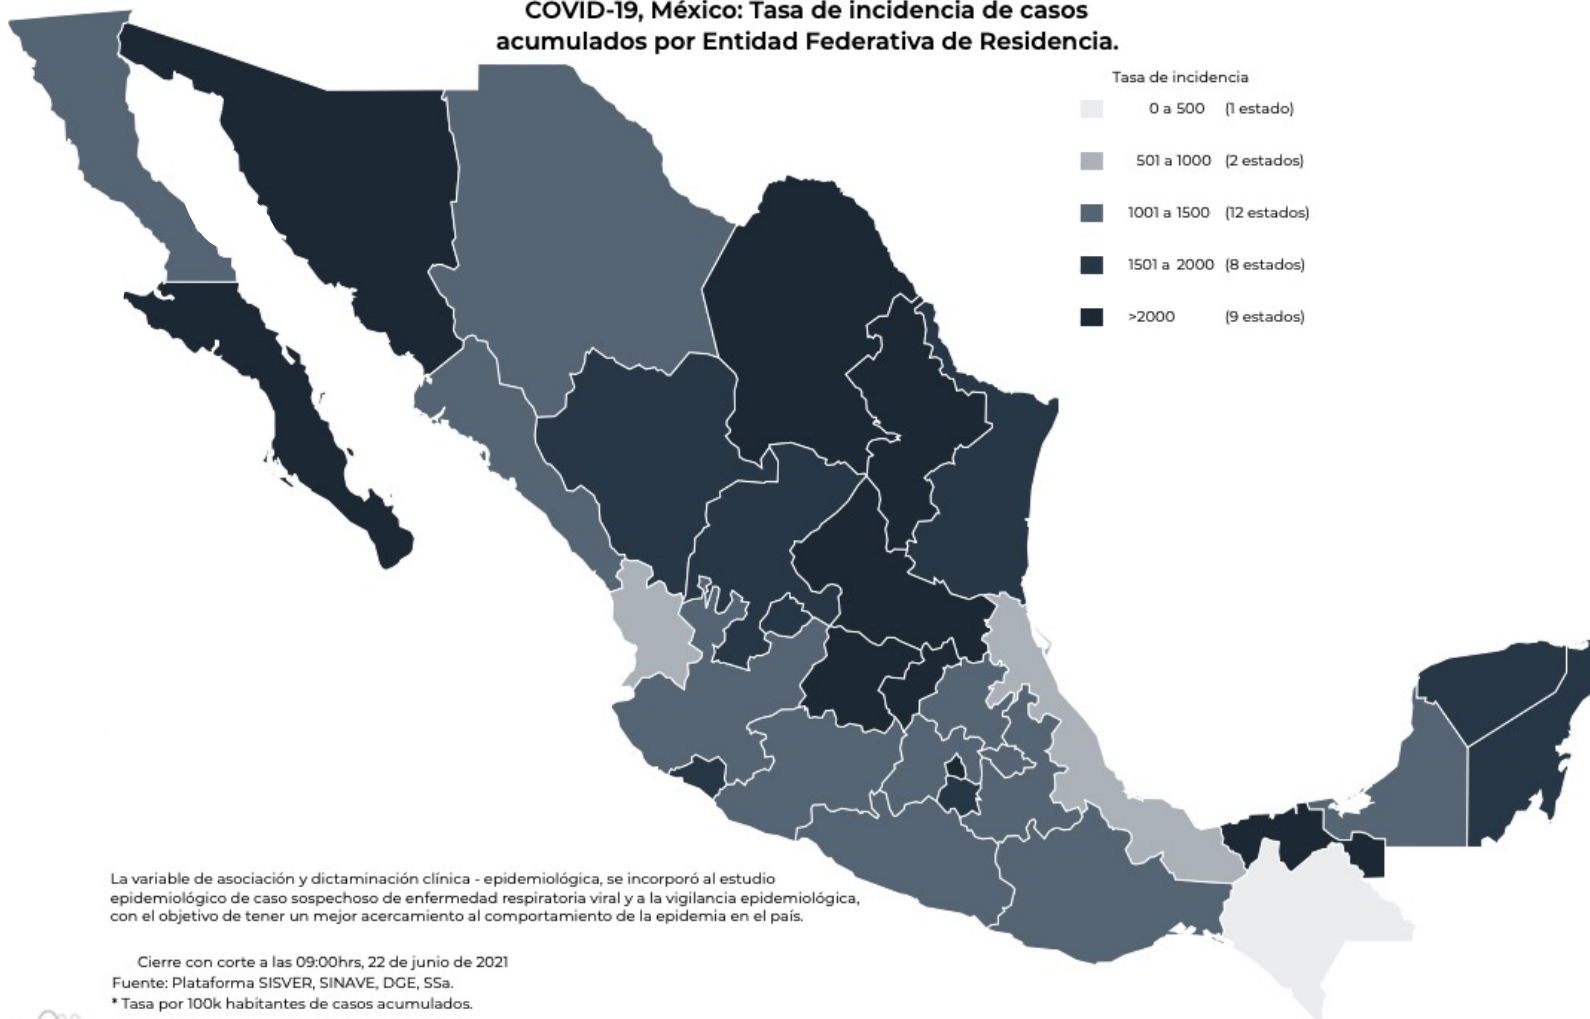 COVID-19, México: Tasa de incidencia de casos
acumulados por Entidad Federativa de Residencia.
Tasa de incidencia
0 a 500 (1 estado)
501 a 1000 (2 estados)
1001 a 1500 (12 estados)
1501 a 2000 (8 estados)
>2000 (9 estados)
La variable de asociación y dictaminación clínica - epidemiológica, se incorporó al estudio
epidemiológico de caso sospechoso de enfermedad respiratoria viral y a la vigilancia epidemiológica,
con el objetivo de tener un mejor acercamiento al comportamiento de la epidemia en el país.
Cierre con corte a las 09:00hrs, 22 de junio de 2021
Fuente: Plataforma SISVER, SINAVE, DGE, SSa.
* Tasa por 100k habitantes de casos acumulados.